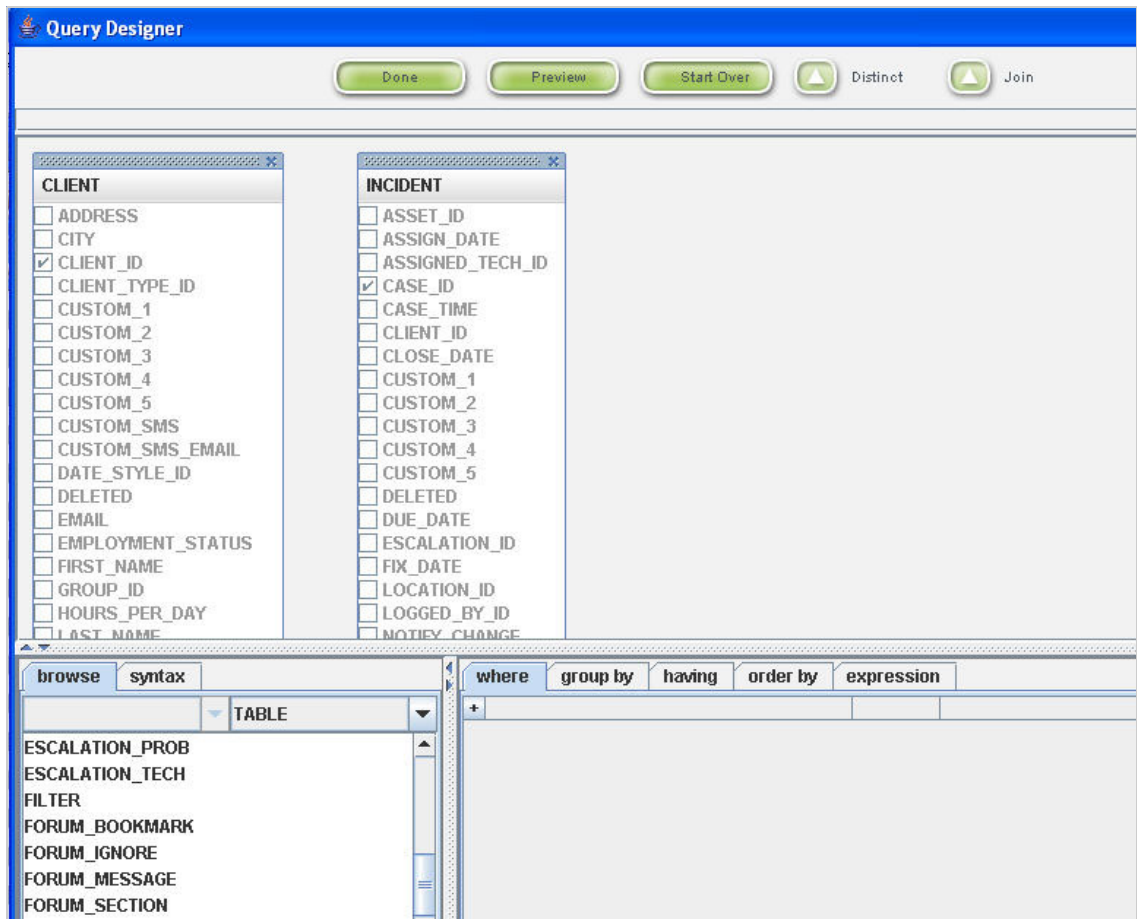 Query Designer
Done Preview Start Over Distinct Join
CLIENT
ADDRESS
CITY
CLIENT_ID
CLIENT_TYPE_ID
CUSTOM_1
CUSTOM_2
CUSTOM_3
CUSTOM_4
CUSTOM_5
CUSTOM_SMS
CUSTOM_SMS_EMAIL
DATE_STYLE_ID
DELETED
EMAIL
EMPLOYMENT_STATUS
FIRST_NAME
GROUP_ID
HOURS_PER_DAY
LAST_NAME
INCIDENT
ASSET_ID
ASSIGN_DATE
ASSIGNED_TECH_ID
CASE_ID
CASE_TIME
CLIENT_ID
CLOSE_DATE
CUSTOM_1
CUSTOM_2
CUSTOM_3
CUSTOM_4
CUSTOM_5
DELETED
DUE_DATE
ESCALATION_ID
FIX_DATE
LOCATION_ID
LOGGED_BY_ID
NOTIFY_CHANGE
browse syntax
TABLE
ESCALATION_PROB
ESCALATION_TECH
FILTER
FORUM_BOOKMARK
FORUM_IGNORE
FORUM_MESSAGE
FORUM_SECTION
where group by having order by expression
+